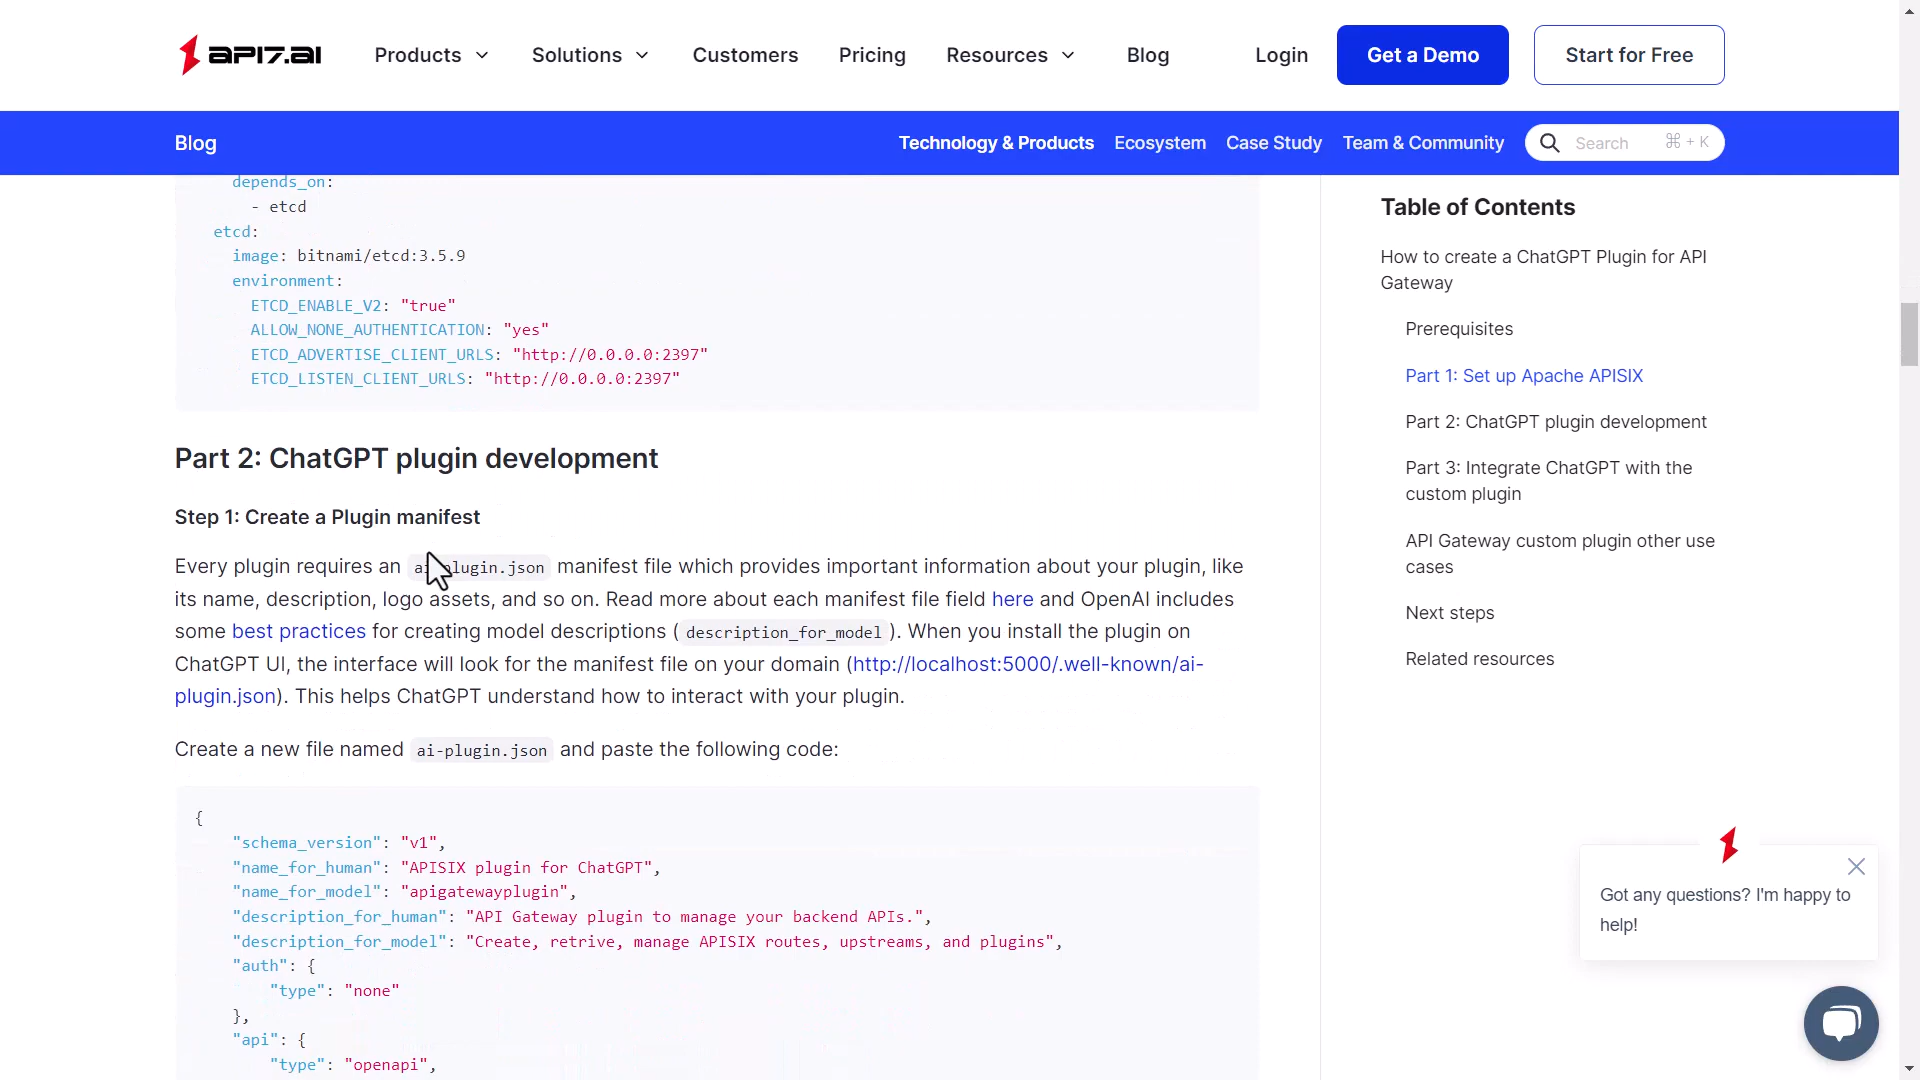 API7.AI
Products
Solutions
Customers
Pricing
Resources
Blog
Login
Get a Demo
Start for Free
Blog
Technology & Products
Ecosystem
Case Study
Team & Community
Search
⌘ + K
depends_on:
- etcd
etcd:
image: bitnami/etcd:3.5.9
environment:
ETCD_ENABLE_V2: "true"
ALLOW_NONE_AUTHENTICATION: "yes"
ETCD_ADVERTISE_CLIENT_URLS: "http://0.0.0.0:2397"
ETCD_LISTEN_CLIENT_URLS: "http://0.0.0.0:2397"
Part 2: ChatGPT plugin development
Step 1: Create a Plugin manifest
Every plugin requires an ai-plugin.json manifest file which provides important information about your plugin, like
its name, description, logo assets, and so on. Read more about each manifest file field here and OpenAI includes
some best practices for creating model descriptions ( description_for_model ). When you install the plugin on
ChatGPT UI, the interface will look for the manifest file on your domain (http://localhost:5000/.well-known/ai-
plugin.json). This helps ChatGPT understand how to interact with your plugin.
Create a new file named ai-plugin.json and paste the following code:
{
"schema_version": "v1",
"name_for_human": "APISIX plugin for ChatGPT",
"name_for_model": "apigatewayplugin",
"description_for_human": "API Gateway plugin to manage your backend APIs.",
"description_for_model": "Create, retrive, manage APISIX routes, upstreams, and plugins",
"auth": {
"type": "none"
},
"api": {
"type": "openapi",
Table of Contents
How to create a ChatGPT Plugin for API
Gateway
Prerequisites
Part 1: Set up Apache APISIX
Part 2: ChatGPT plugin development
Part 3: Integrate ChatGPT with the
custom plugin
API Gateway custom plugin other use
cases
Next steps
Related resources
Got any questions? I'm happy to
help!